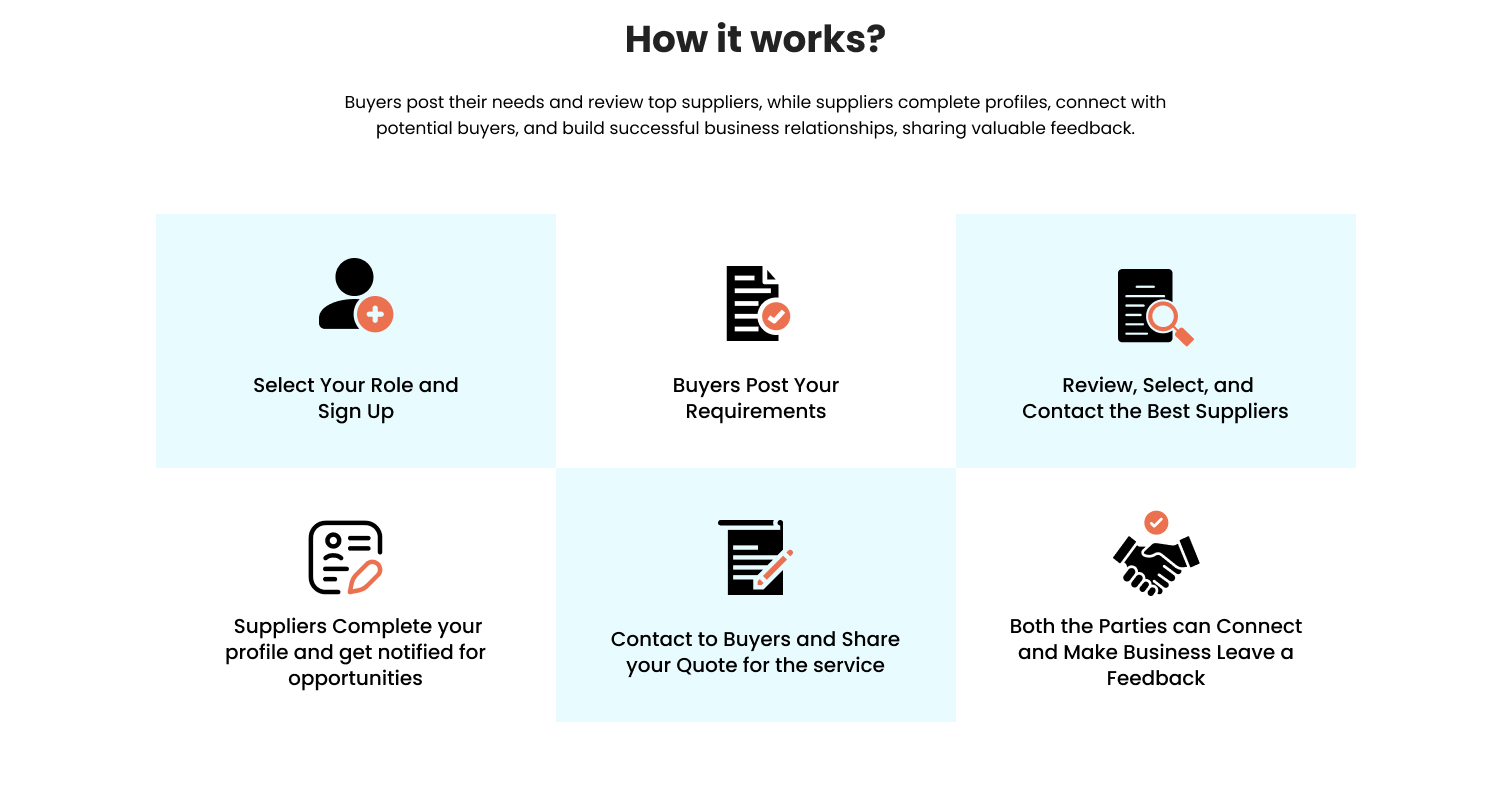 How it works?
Buyers post their needs and review top suppliers, while suppliers complete profiles, connect with
potential buyers, and build successful business relationships, sharing valuable feedback.
Select Your Role and
Sign Up
Buyers Post Your
Requirements
Review, Select, and
Contact the Best Suppliers
Suppliers Complete your
profile and get notified for
opportunities
Contact to Buyers and Share
your Quote for the service
Both the Parties can Connect
and Make Business Leave a
Feedback